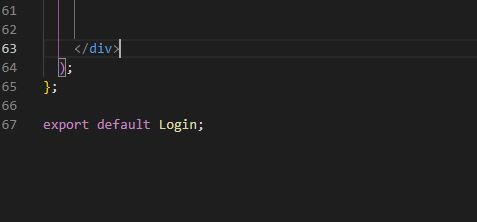 61
62
63 </div>
64 );
65 };
66
67 export default Login;